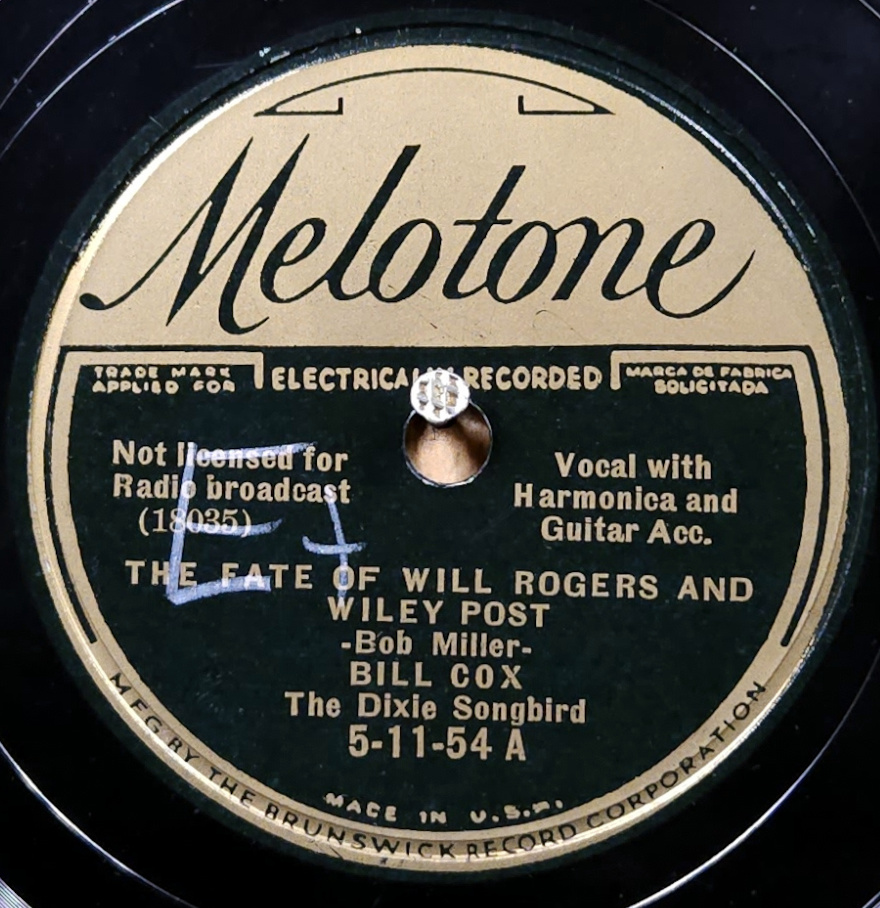 Melotone
TRADE MARK
APPLIED FOR
ELECTRICALLY RECORDED
MARCA DE FABRICA
SOLICITADA
Not licensed for
Radio broadcast
(18035)
Vocal with
Harmonica and
Guitar Acc.
E+
THE FATE OF WILL ROGERS AND
WILEY POST
-Bob Miller-
BILL COX
The Dixie Songbird
5-11-54 A
MADE IN U.S.A.
MFG BY THE BRUNSWICK RECORD CORPORATION